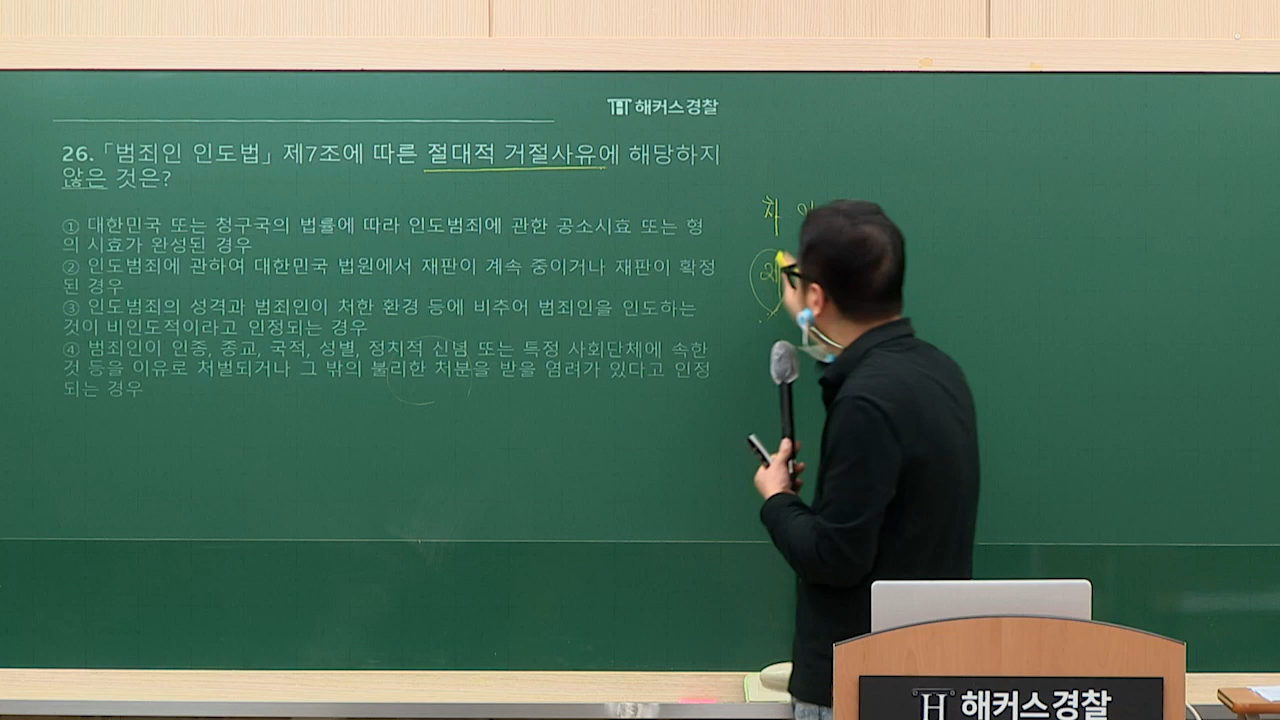 해커스경찰
26. 「범죄인 인도법」 제7조에 따른 절대적 거절사유에 해당하지
않은 것은?
① 대한민국 또는 청구국의 법률에 따라 인도범죄에 관한 공소시효 또는 형
의 시효가 완성된 경우
② 인도범죄에 관하여 대한민국 법원에서 재판이 계속 중이거나 재판이 확정
된 경우
③ 인도범죄의 성격과 범죄인이 처한 환경 등에 비추어 범죄인을 인도하는
것이 비인도적이라고 인정되는 경우
④ 범죄인이 인종, 종교, 국적, 성별, 정치적 신념 또는 특정 사회단체에 속한
것 등을 이유로 처벌되거나 그 밖의 불리한 처분을 받을 염려가 있다고 인정
되는 경우
해커스경찰